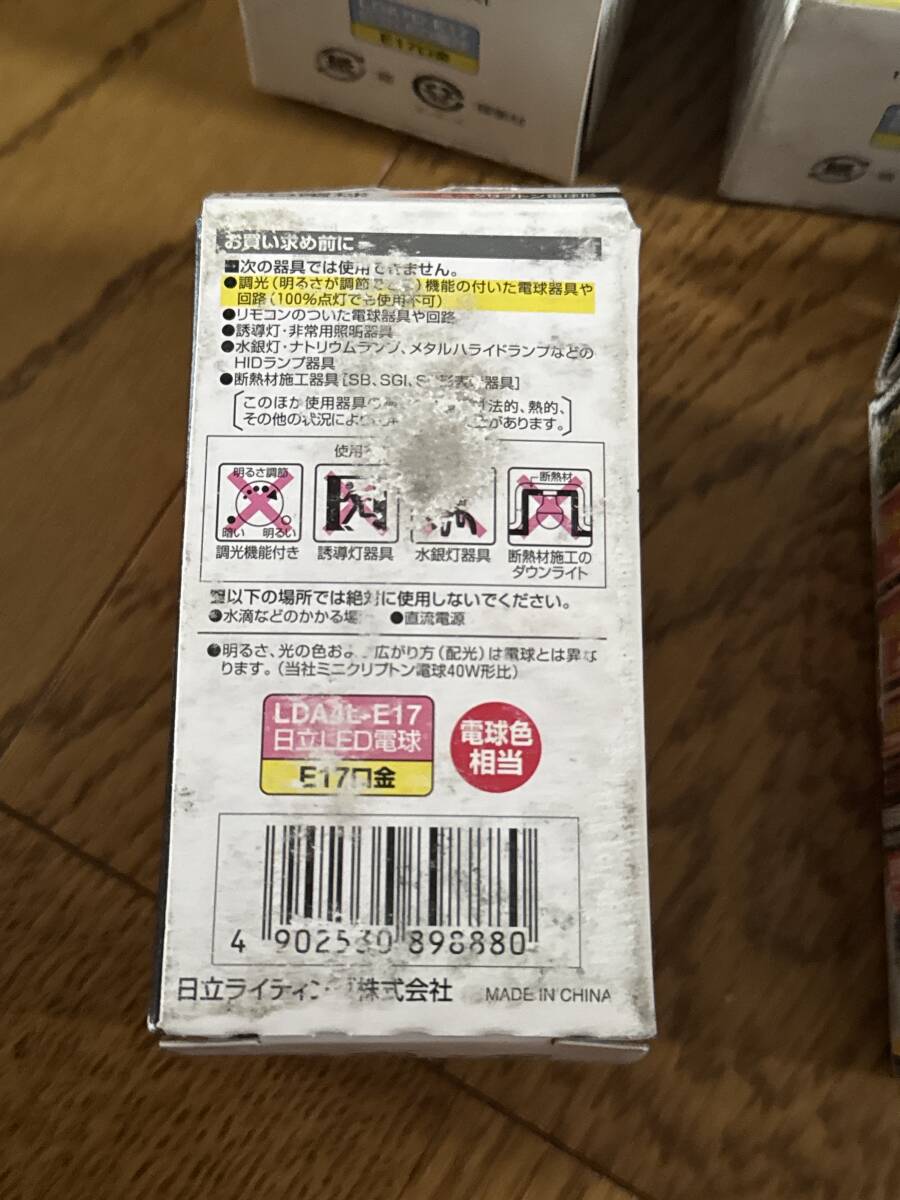 E17口金
お買い求め前に
■次の器具では使用できません。
●調光(明るさが調節 )機能の付いた電球器具や
回路(100%点灯でも使用不可)
●リモコンのついた電球器具や回路
●誘導灯・非常用照明器具
●水銀灯・ナトリウムランプ、メタルハライドランプなどの
HIDランプ器具
●断熱材施工器具[SB、SGI、S 形表 器具]
このほか使用器具の 寸法的、熱的、
その他の状況によ があります。
使用
明るさ調節
暗い 明るい
断熱材
調光機能付き
誘導灯器具
水銀灯器具
断熱材施工の
ダウンライト
■以下の場所では絶対に使用しないでください。
●水滴などのかかる場 ●直流電源
●明るさ、光の色およ 広がり方(配光)は電球とは異な
ります。(当社ミニクリプトン電球40W形比)
LDA4L-E17
日立LED電球
E17口金
電球色
相当
4 902530 898880
日立ライティング株式会社 MADE IN CHINA